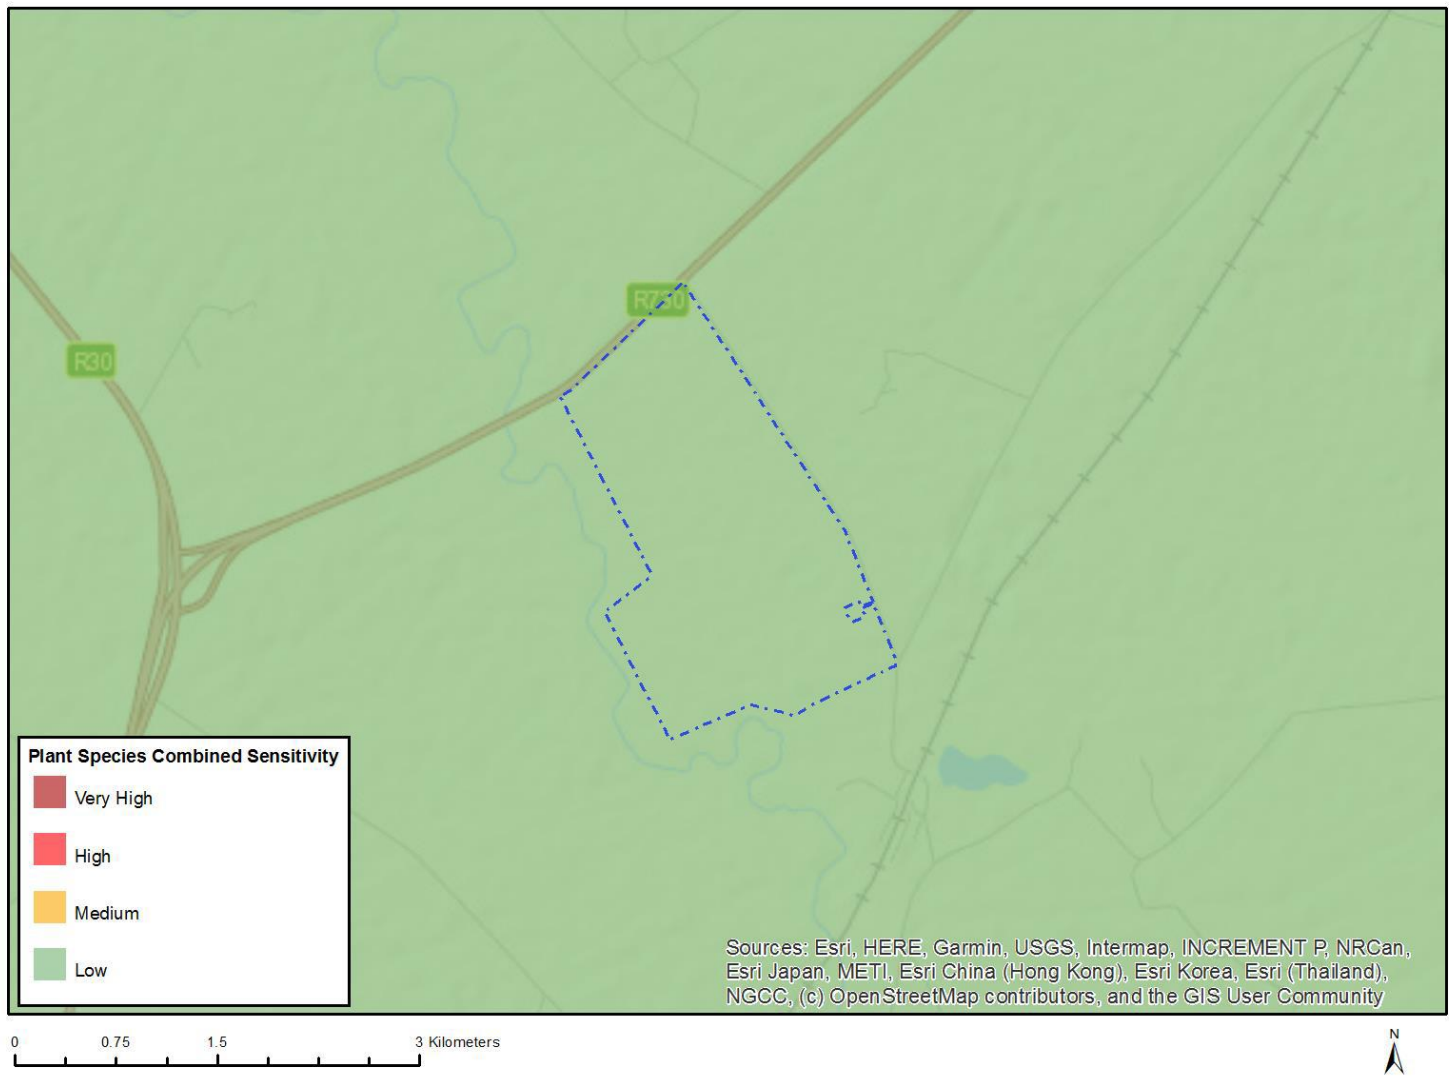 R730
R30
Plant Species Combined Sensitivity
Very High
High
Medium
Low
Sources: Esri, HERE, Garmin, USGS, Intermap, INCREMENT P, NRCan,
Esri Japan, METI, Esri China (Hong Kong), Esri Korea, Esri (Thailand),
NGCC, (c) OpenStreetMap contributors, and the GIS User Community
0 0.75 1.5 3 Kilometers
N